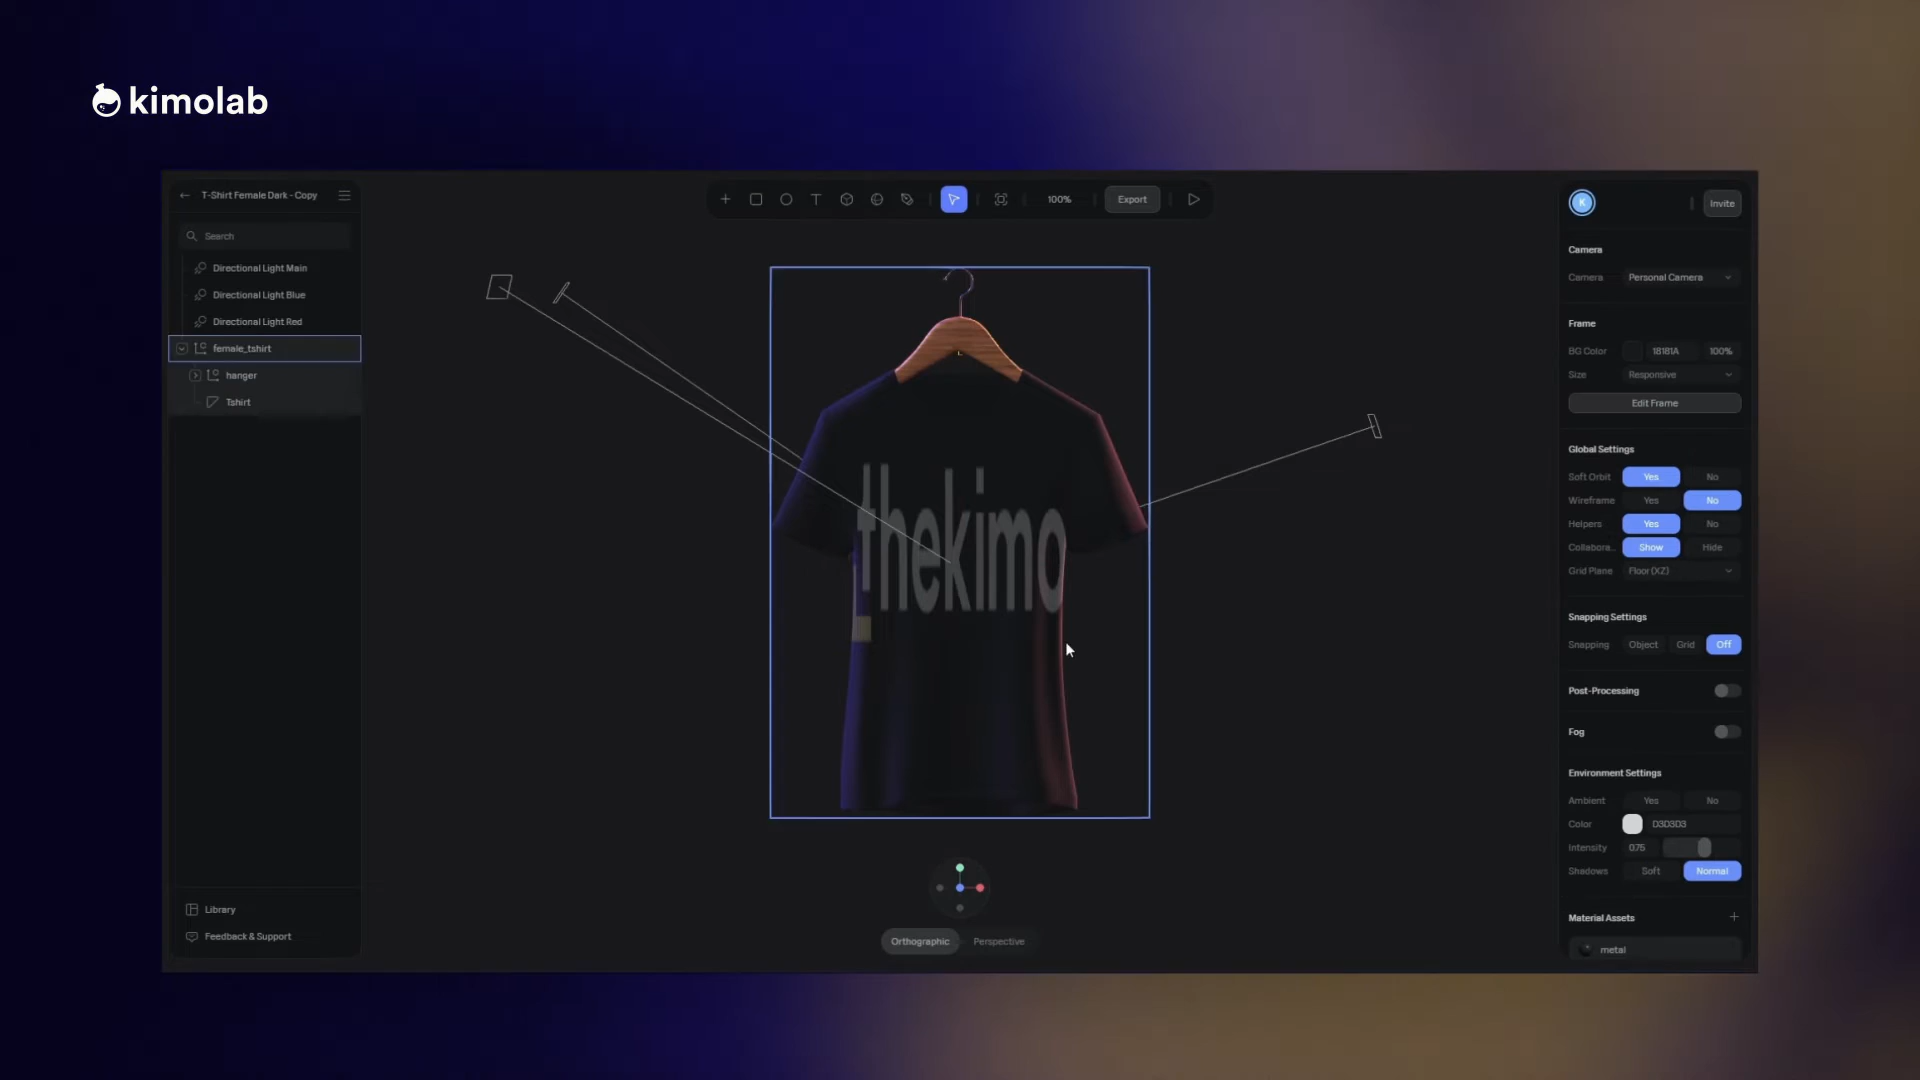 kimolab
T-Shirt Female Dark - Copy
Search
Directional Light Main
Directional Light Blue
Directional Light Red
female_tshirt
hanger
Tshirt
Library
Feedback & Support
100%
Export
thekimo
Orthographic
Perspective
K
Invite
Camera
Camera Personal Camera
Frame
BG Color 18181A 100%
Size Responsive
Edit Frame
Global Settings
Soft Orbit Yes No
Wireframe Yes No
Helpers Yes No
Collabora... Show Hide
Grid Plane Floor (XZ)
Snapping Settings
Snapping Object Grid Off
Post-Processing
Fog
Environment Settings
Ambient Yes No
Color D3D3D3
Intensity 0.75
Shadows Soft Normal
Material Assets
metal